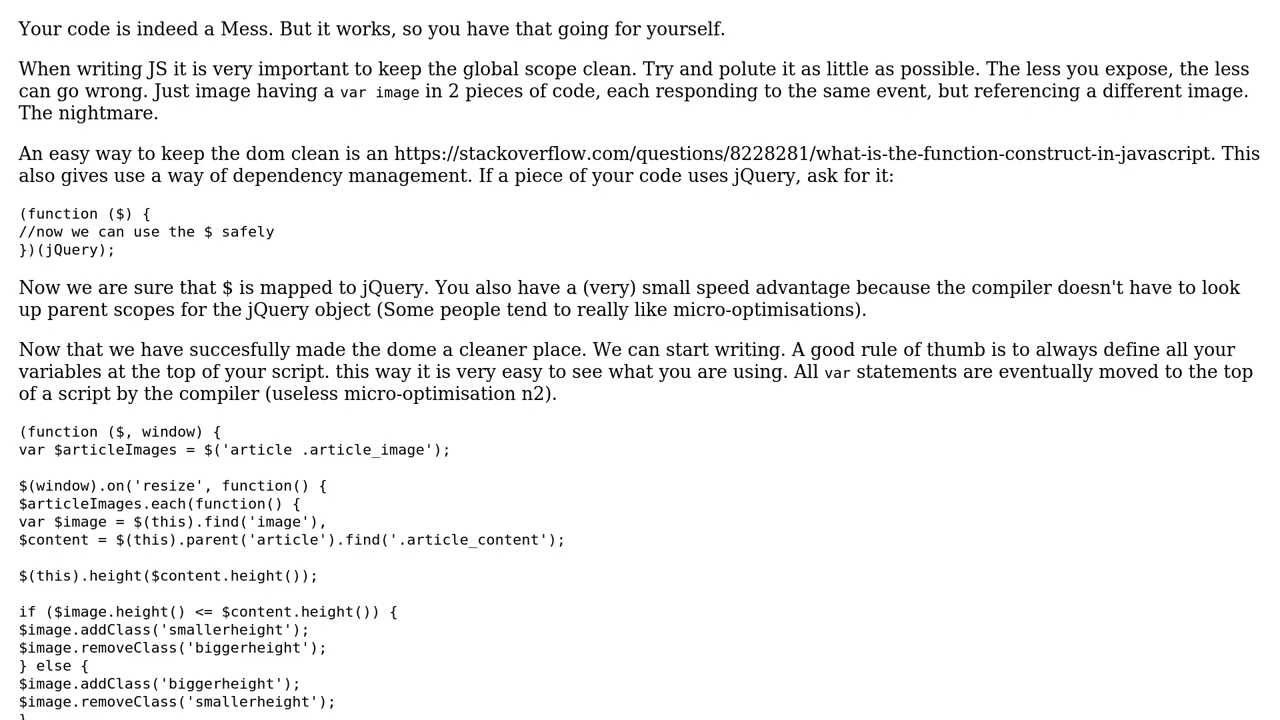 Your code is indeed a Mess. But it works, so you have that going for yourself.
When writing JS it is very important to keep the global scope clean. Try and polute it as little as possible. The less you expose, the less
can go wrong. Just image having a var image in 2 pieces of code, each responding to the same event, but referencing a different image.
The nightmare.
An easy way to keep the dom clean is an https://stackoverflow.com/questions/8228281/what-is-the-function-construct-in-javascript. This
also gives use a way of dependency management. If a piece of your code uses jQuery, ask for it:
(function ($) {
//now we can use the $ safely
})(jQuery);
Now we are sure that $ is mapped to jQuery. You also have a (very) small speed advantage because the compiler doesn't have to look
up parent scopes for the jQuery object (Some people tend to really like micro-optimisations).
Now that we have succesfully made the dome a cleaner place. We can start writing. A good rule of thumb is to always define all your
variables at the top of your script. this way it is very easy to see what you are using. All var statements are eventually moved to the top
of a script by the compiler (useless micro-optimisation n2).
(function ($, window) {
var $articleImages = $('article .article_image');
$(window).on('resize', function() {
$articleImages.each(function() {
var $image = $(this).find('image'),
$content = $(this).parent('article').find('.article_content');
$(this).height($content.height());
if ($image.height() <= $content.height()) {
$image.addClass('smallerheight');
$image.removeClass('biggerheight');
} else {
$image.addClass('biggerheight');
$image.removeClass('smallerheight');
}